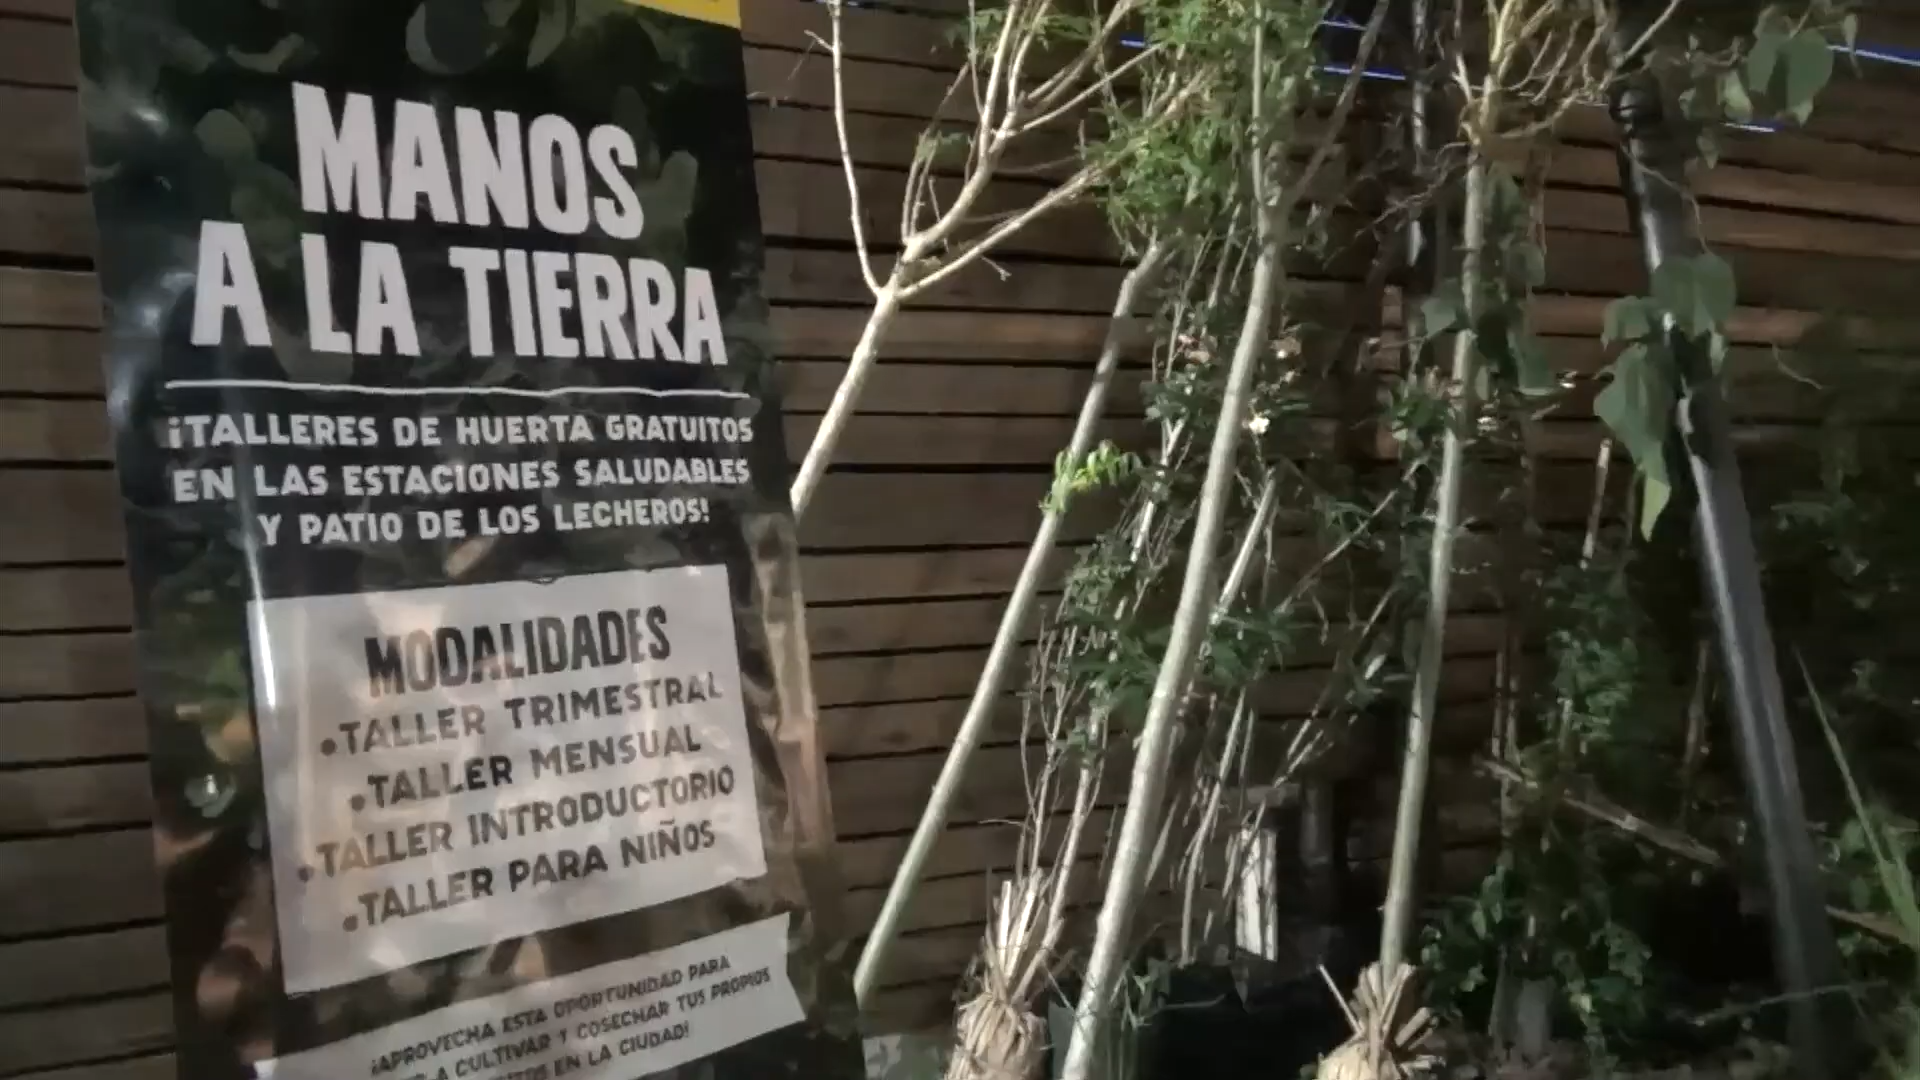 MANOS
A LA TIERRA
¡TALLERES DE HUERTA GRATUITOS
EN LAS ESTACIONES SALUDABLES
Y PATIO DE LOS LECHEROS!
MODALIDADES
•TALLER TRIMESTRAL
•TALLER MENSUAL
•TALLER INTRODUCTORIO
•TALLER PARA NIÑOS
¡APROVECHA ESTA OPORTUNIDAD PARA
A CULTIVAR Y COSECHAR TUS PROPIOS
EN LA CIUDAD!